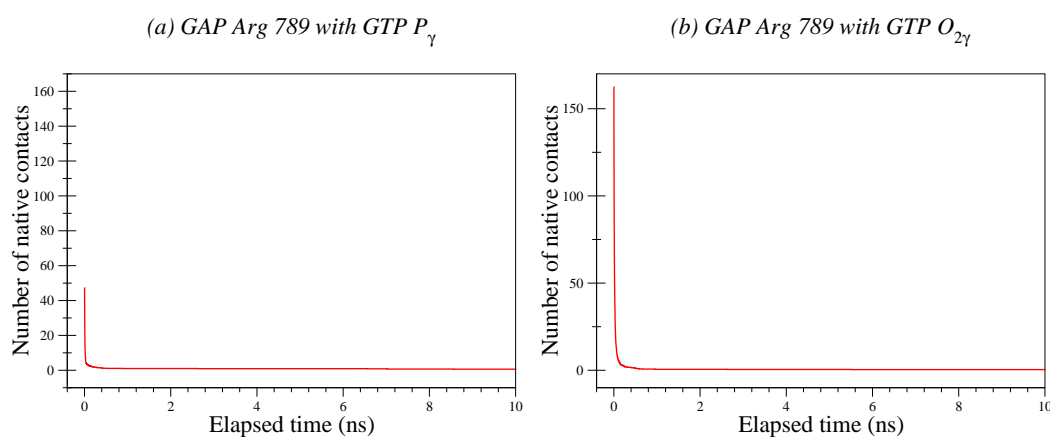 (a) GAP Arg 789 with GTP Pγ
(b) GAP Arg 789 with GTP O2γ
Number of native contacts
160
140
120
100
80
60
40
20
0
0 2 4 6 8 10
Elapsed time (ns)
Number of native contacts
150
100
50
0
0 2 4 6 8 10
Elapsed time (ns)